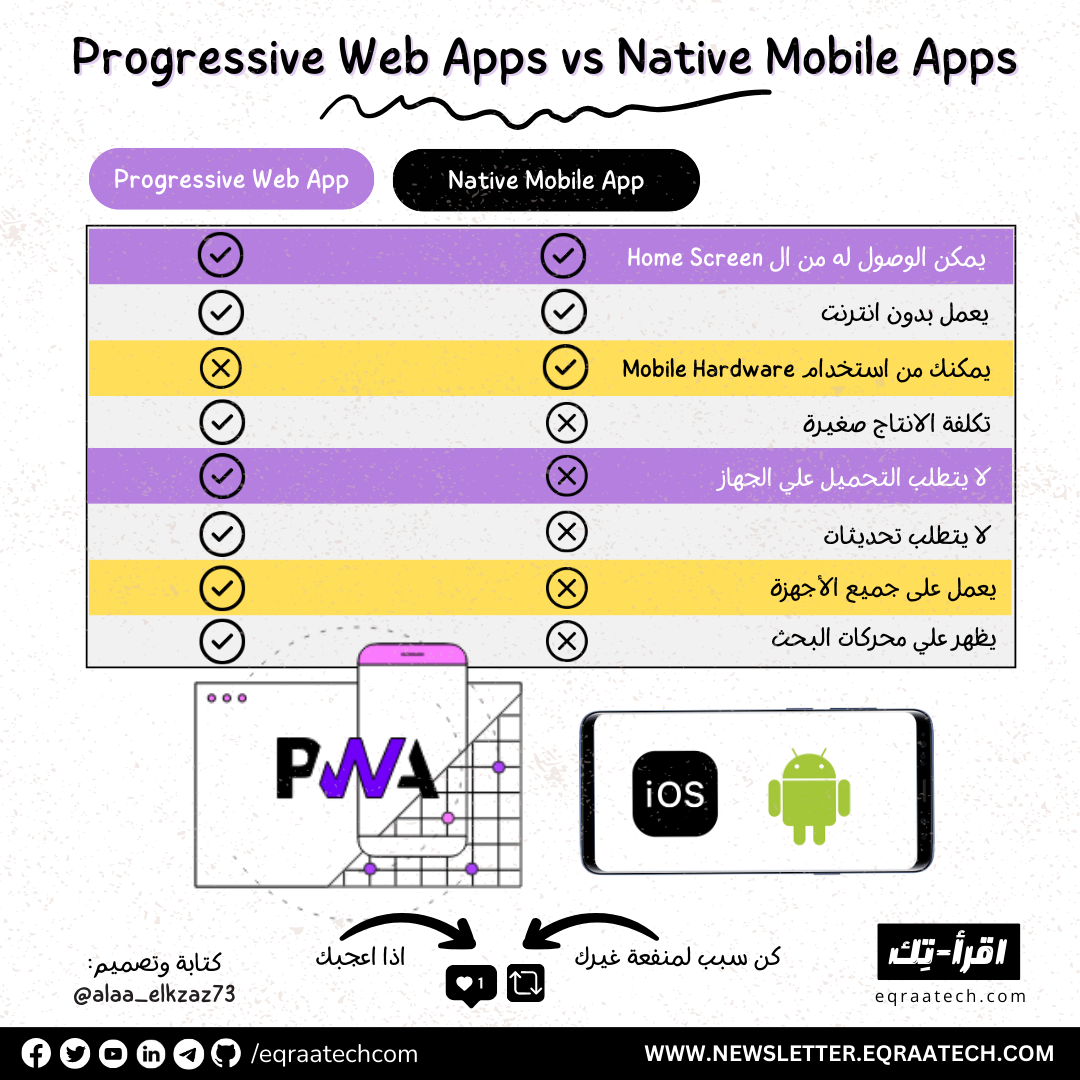 Progressive Web Apps vs Native Mobile Apps
Progressive Web App
Native Mobile App
يمكن الوصول له من ال Home Screen
يعمل بدون انترنت
يمكنك من استخدام Mobile Hardware
تكلفة الانتاج صغيرة
لا يتطلب التحميل علي الجهاز
لا يتطلب تحديثات
يعمل على جميع الأجهزة
يظهر علي محركات البحث
PWA
iOS
اذا اعجبك
كن سبب لمنفعة غيرك
1
كتابة وتصميم:
@alaa_elkzaz73
اقرأ-تِك
eqraatech.com
/eqraatechcom
WWW.NEWSLETTER.EQRAATECH.COM